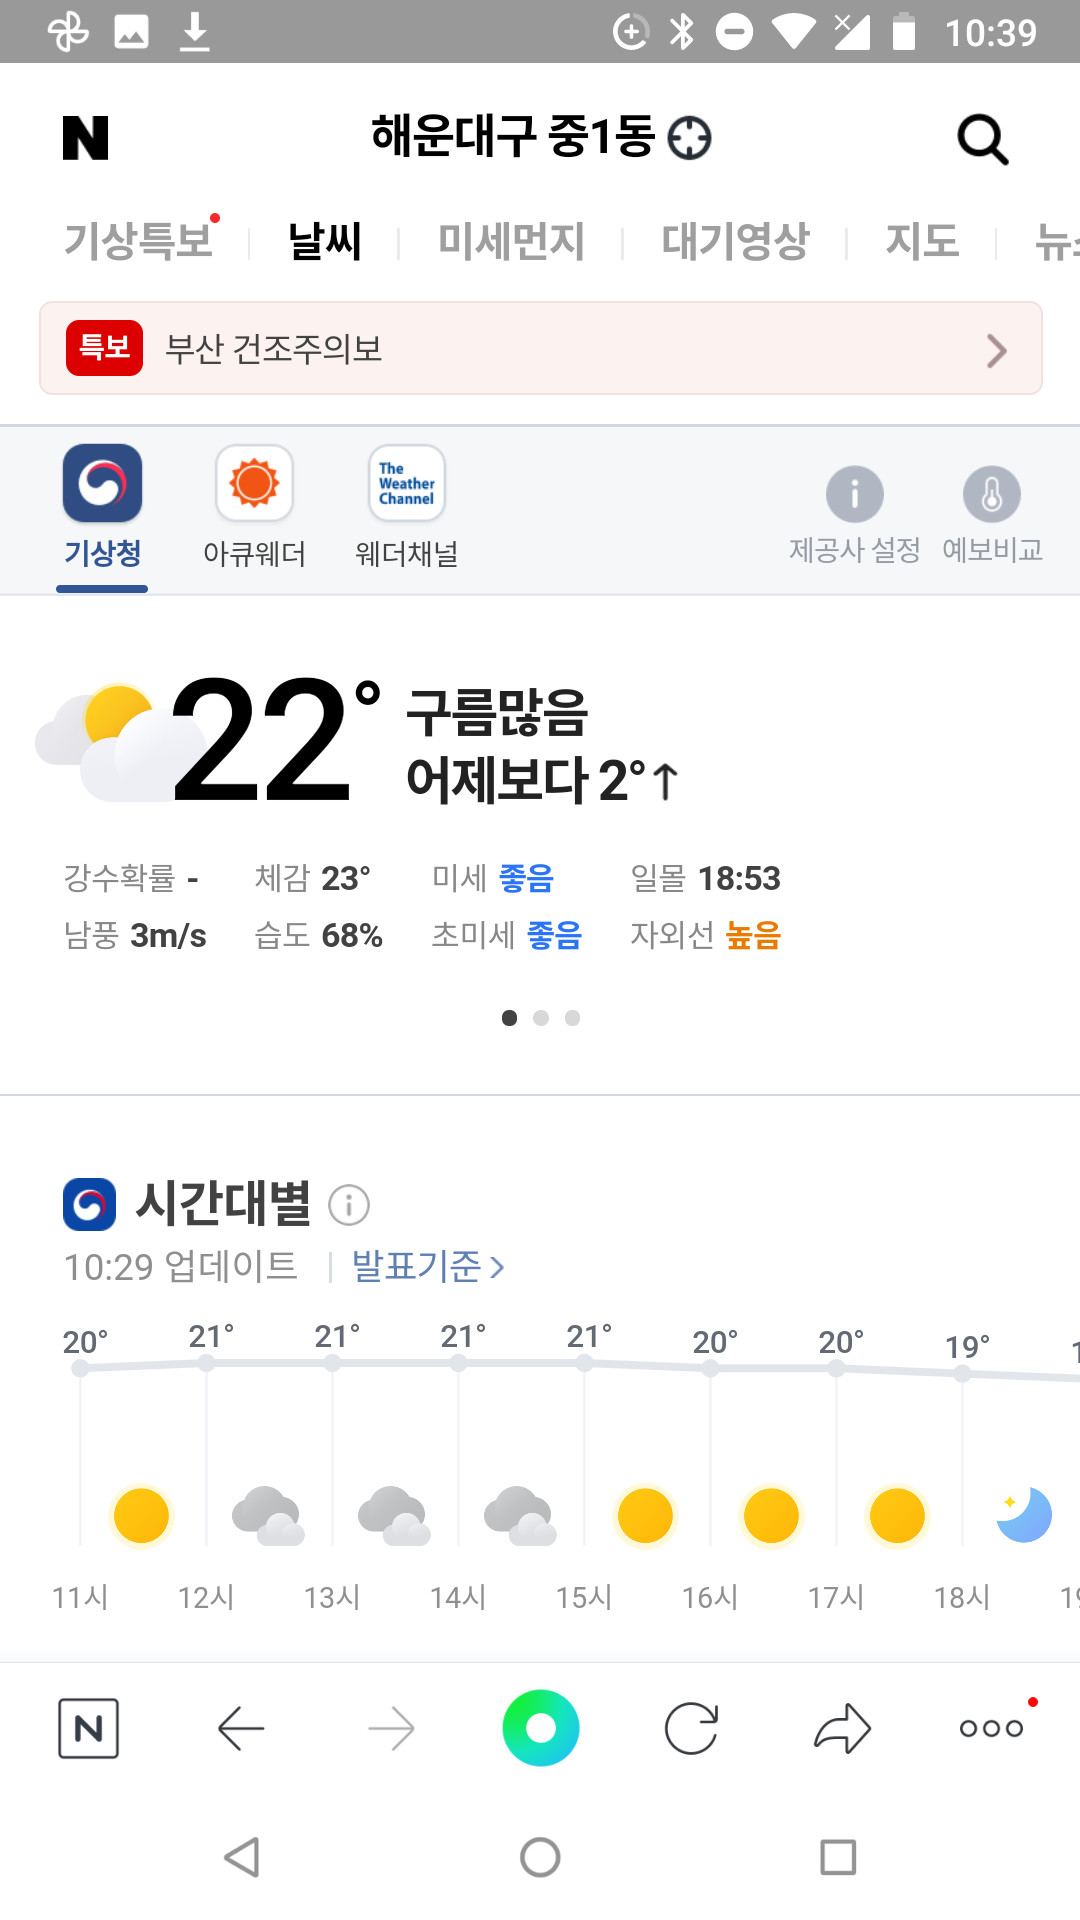 10:39
N 해운대구 중1동
기상특보 날씨 미세먼지 대기영상 지도
특보 부산 건조주의보
The Weather Channel
기상청 아큐웨더 웨더채널 제공사 설정 예보비교
22° 구름많음
어제보다 2°↑
강수확률 - 체감 23° 미세 좋음 일몰 18:53
남풍 3m/s 습도 68% 초미세 좋음 자외선 높음
시간대별
10:29 업데이트 발표기준 >
20° 21° 21° 21° 21° 20° 20° 19°
11시 12시 13시 14시 15시 16시 17시 18시
N